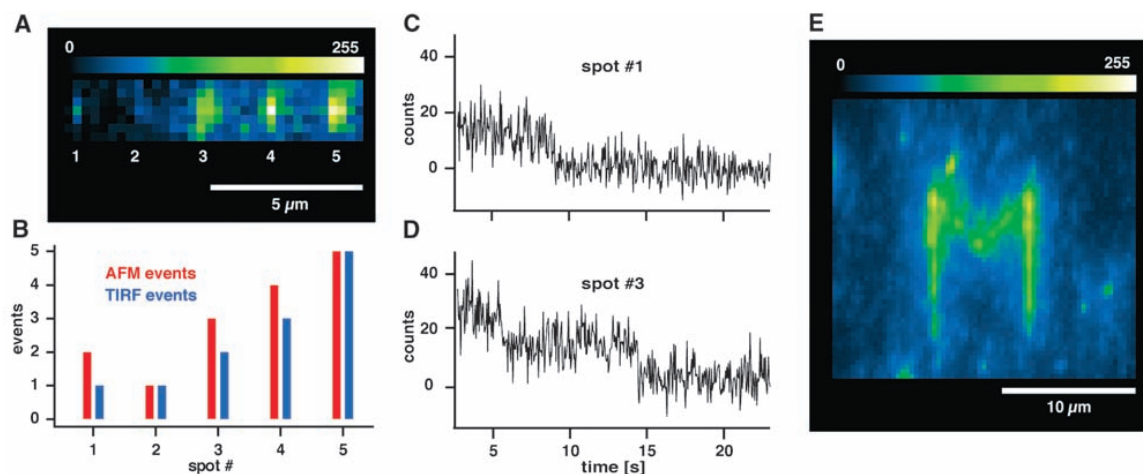 A
0 255
1 2 3 4 5
5 µm
B
5
4
3
2
1
0
events
AFM events
TIRF events
1 2 3 4 5
spot #
C
40
20
0
counts
spot #1
D
40
20
0
counts
spot #3
5 10 15 20
time [s]
E
0 255
10 µm